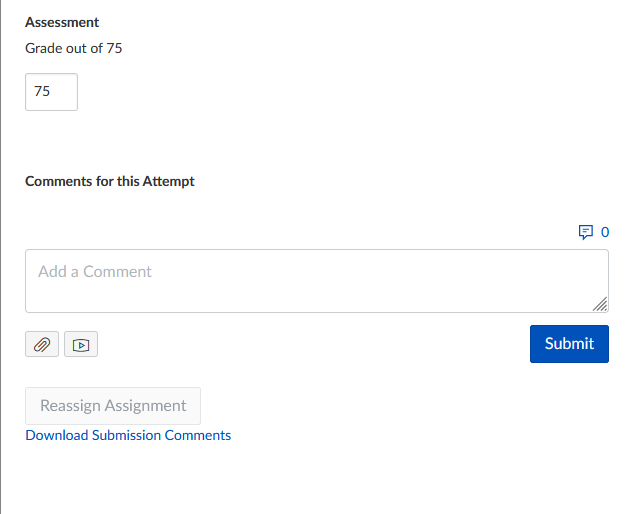 Assessment
Grade out of 75
75
Comments for this Attempt
0
Add a Comment
Submit
Reassign Assignment
Download Submission Comments